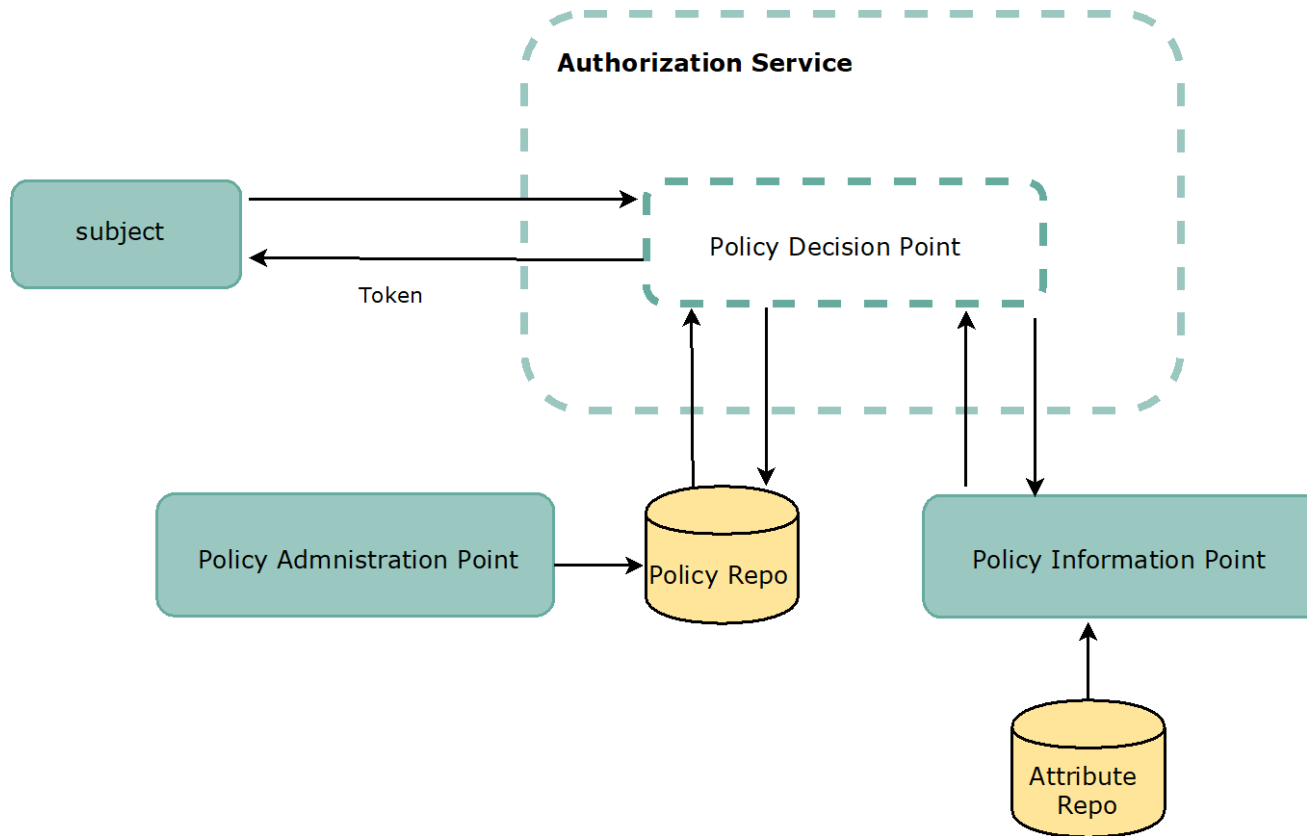 Authorization Service
subject
Policy Decision Point
Token
Policy Admnistration Point
Policy Repo
Policy Information Point
Attribute
Repo